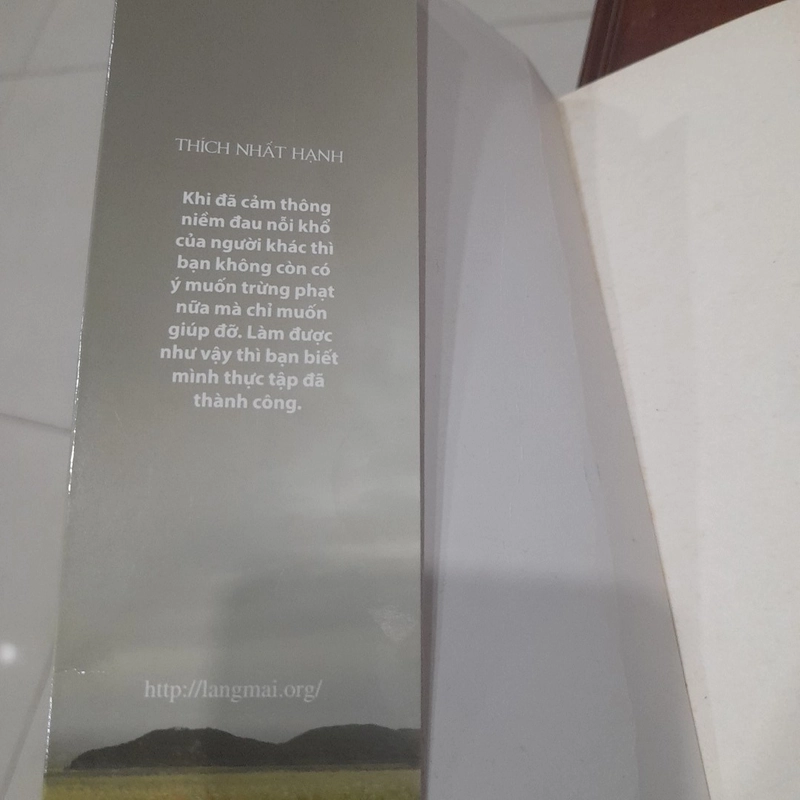 THÍCH NHẤT HẠNH
Khi đã cảm thông
niềm đau nỗi khổ
của người khác thì
bạn không còn có
ý muốn trừng phạt
nữa mà chỉ muốn
giúp đỡ. Làm được
như vậy thì bạn biết
mình thực tập đã
thành công.
http://langmai.org/